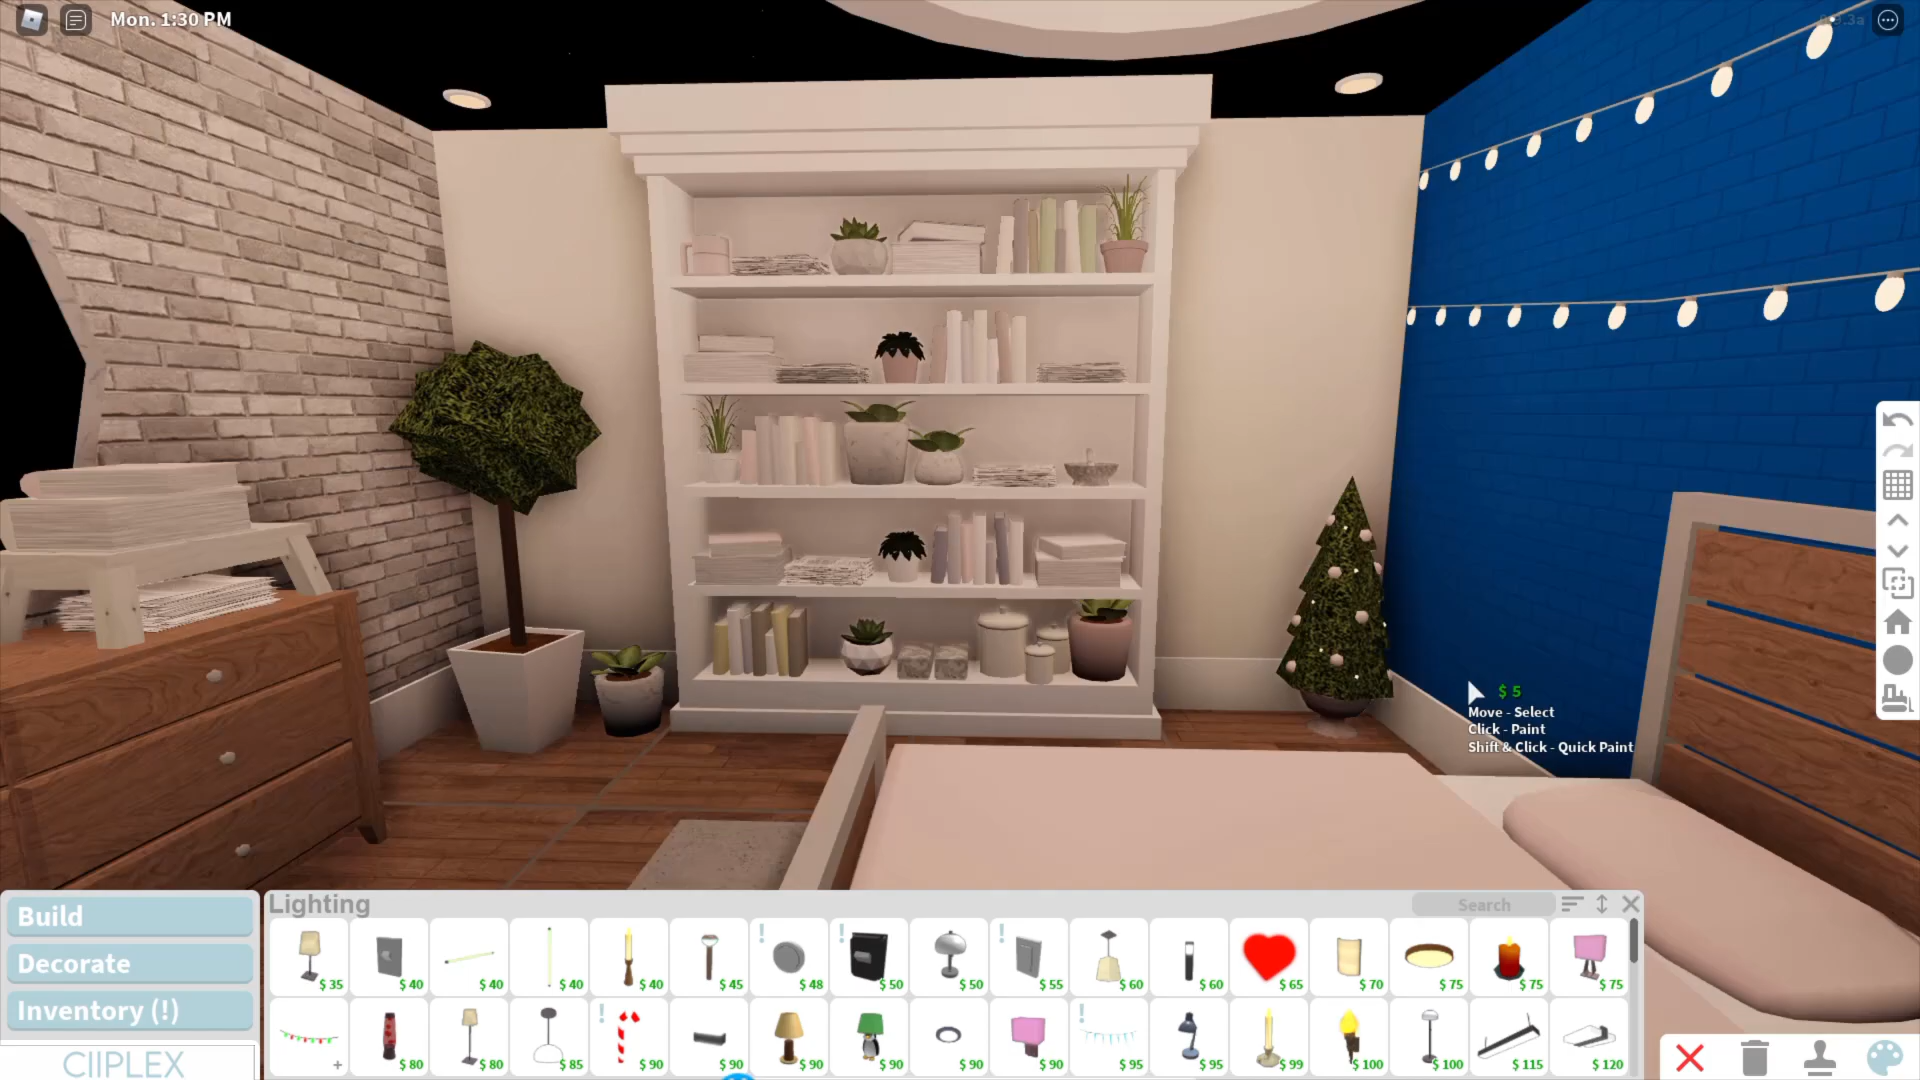 Mon. 1:30 PM
.3a
$ 5
Move - Select
Click - Paint
Shift & Click - Quick Paint
Build
Decorate
Inventory (!)
CIIPLEX
Lighting
Search
$ 35
$ 40
$ 40
$ 40
$ 40
$ 45
! $ 48
! $ 50
$ 50
! $ 55
$ 60
$ 60
$ 65
$ 70
$ 75
$ 75
$ 75
+
$ 80
$ 80
$ 85
! $ 90
$ 90
$ 90
$ 90
$ 90
$ 90
! $ 95
$ 95
$ 99
$ 100
$ 100
$ 115
$ 120